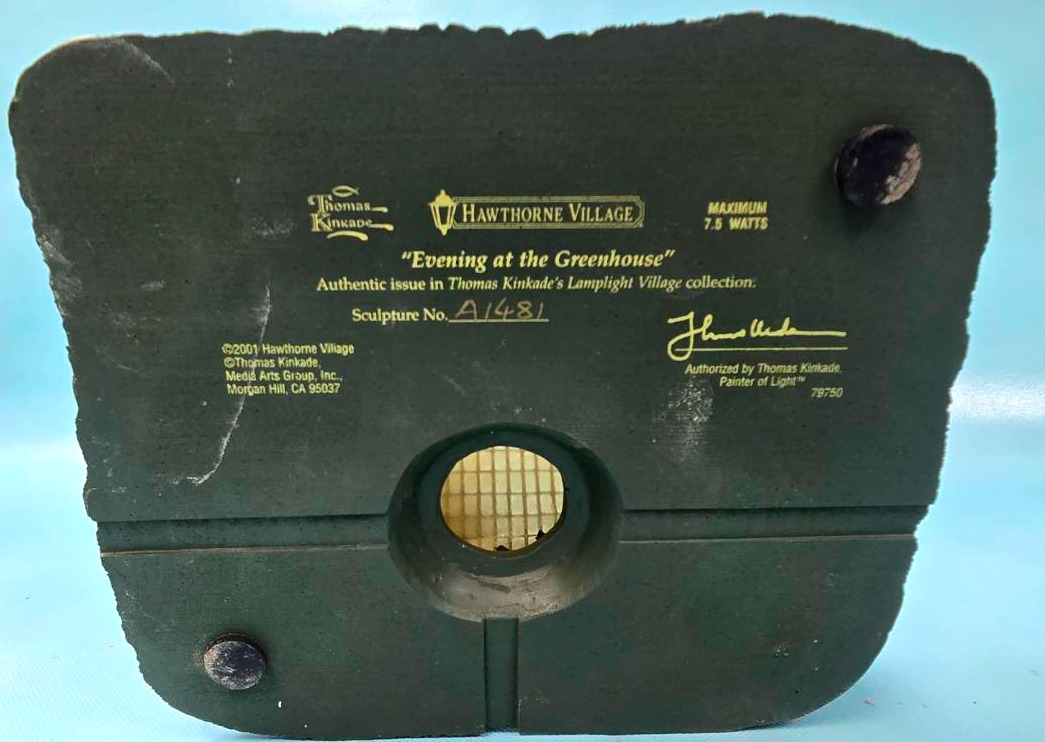 Thomas
Kinkade
HAWTHORNE VILLAGE
MAXIMUM
7.5 WATTS
"Evening at the Greenhouse"
Authentic issue in Thomas Kinkade's Lamplight Village collection.
Sculpture No. A1481
©2001 Hawthorne Village
©Thomas Kinkade,
Media Arts Group, Inc.,
Morgan Hill, CA 95037
Authorized by Thomas Kinkade,
Painter of Light™
79750